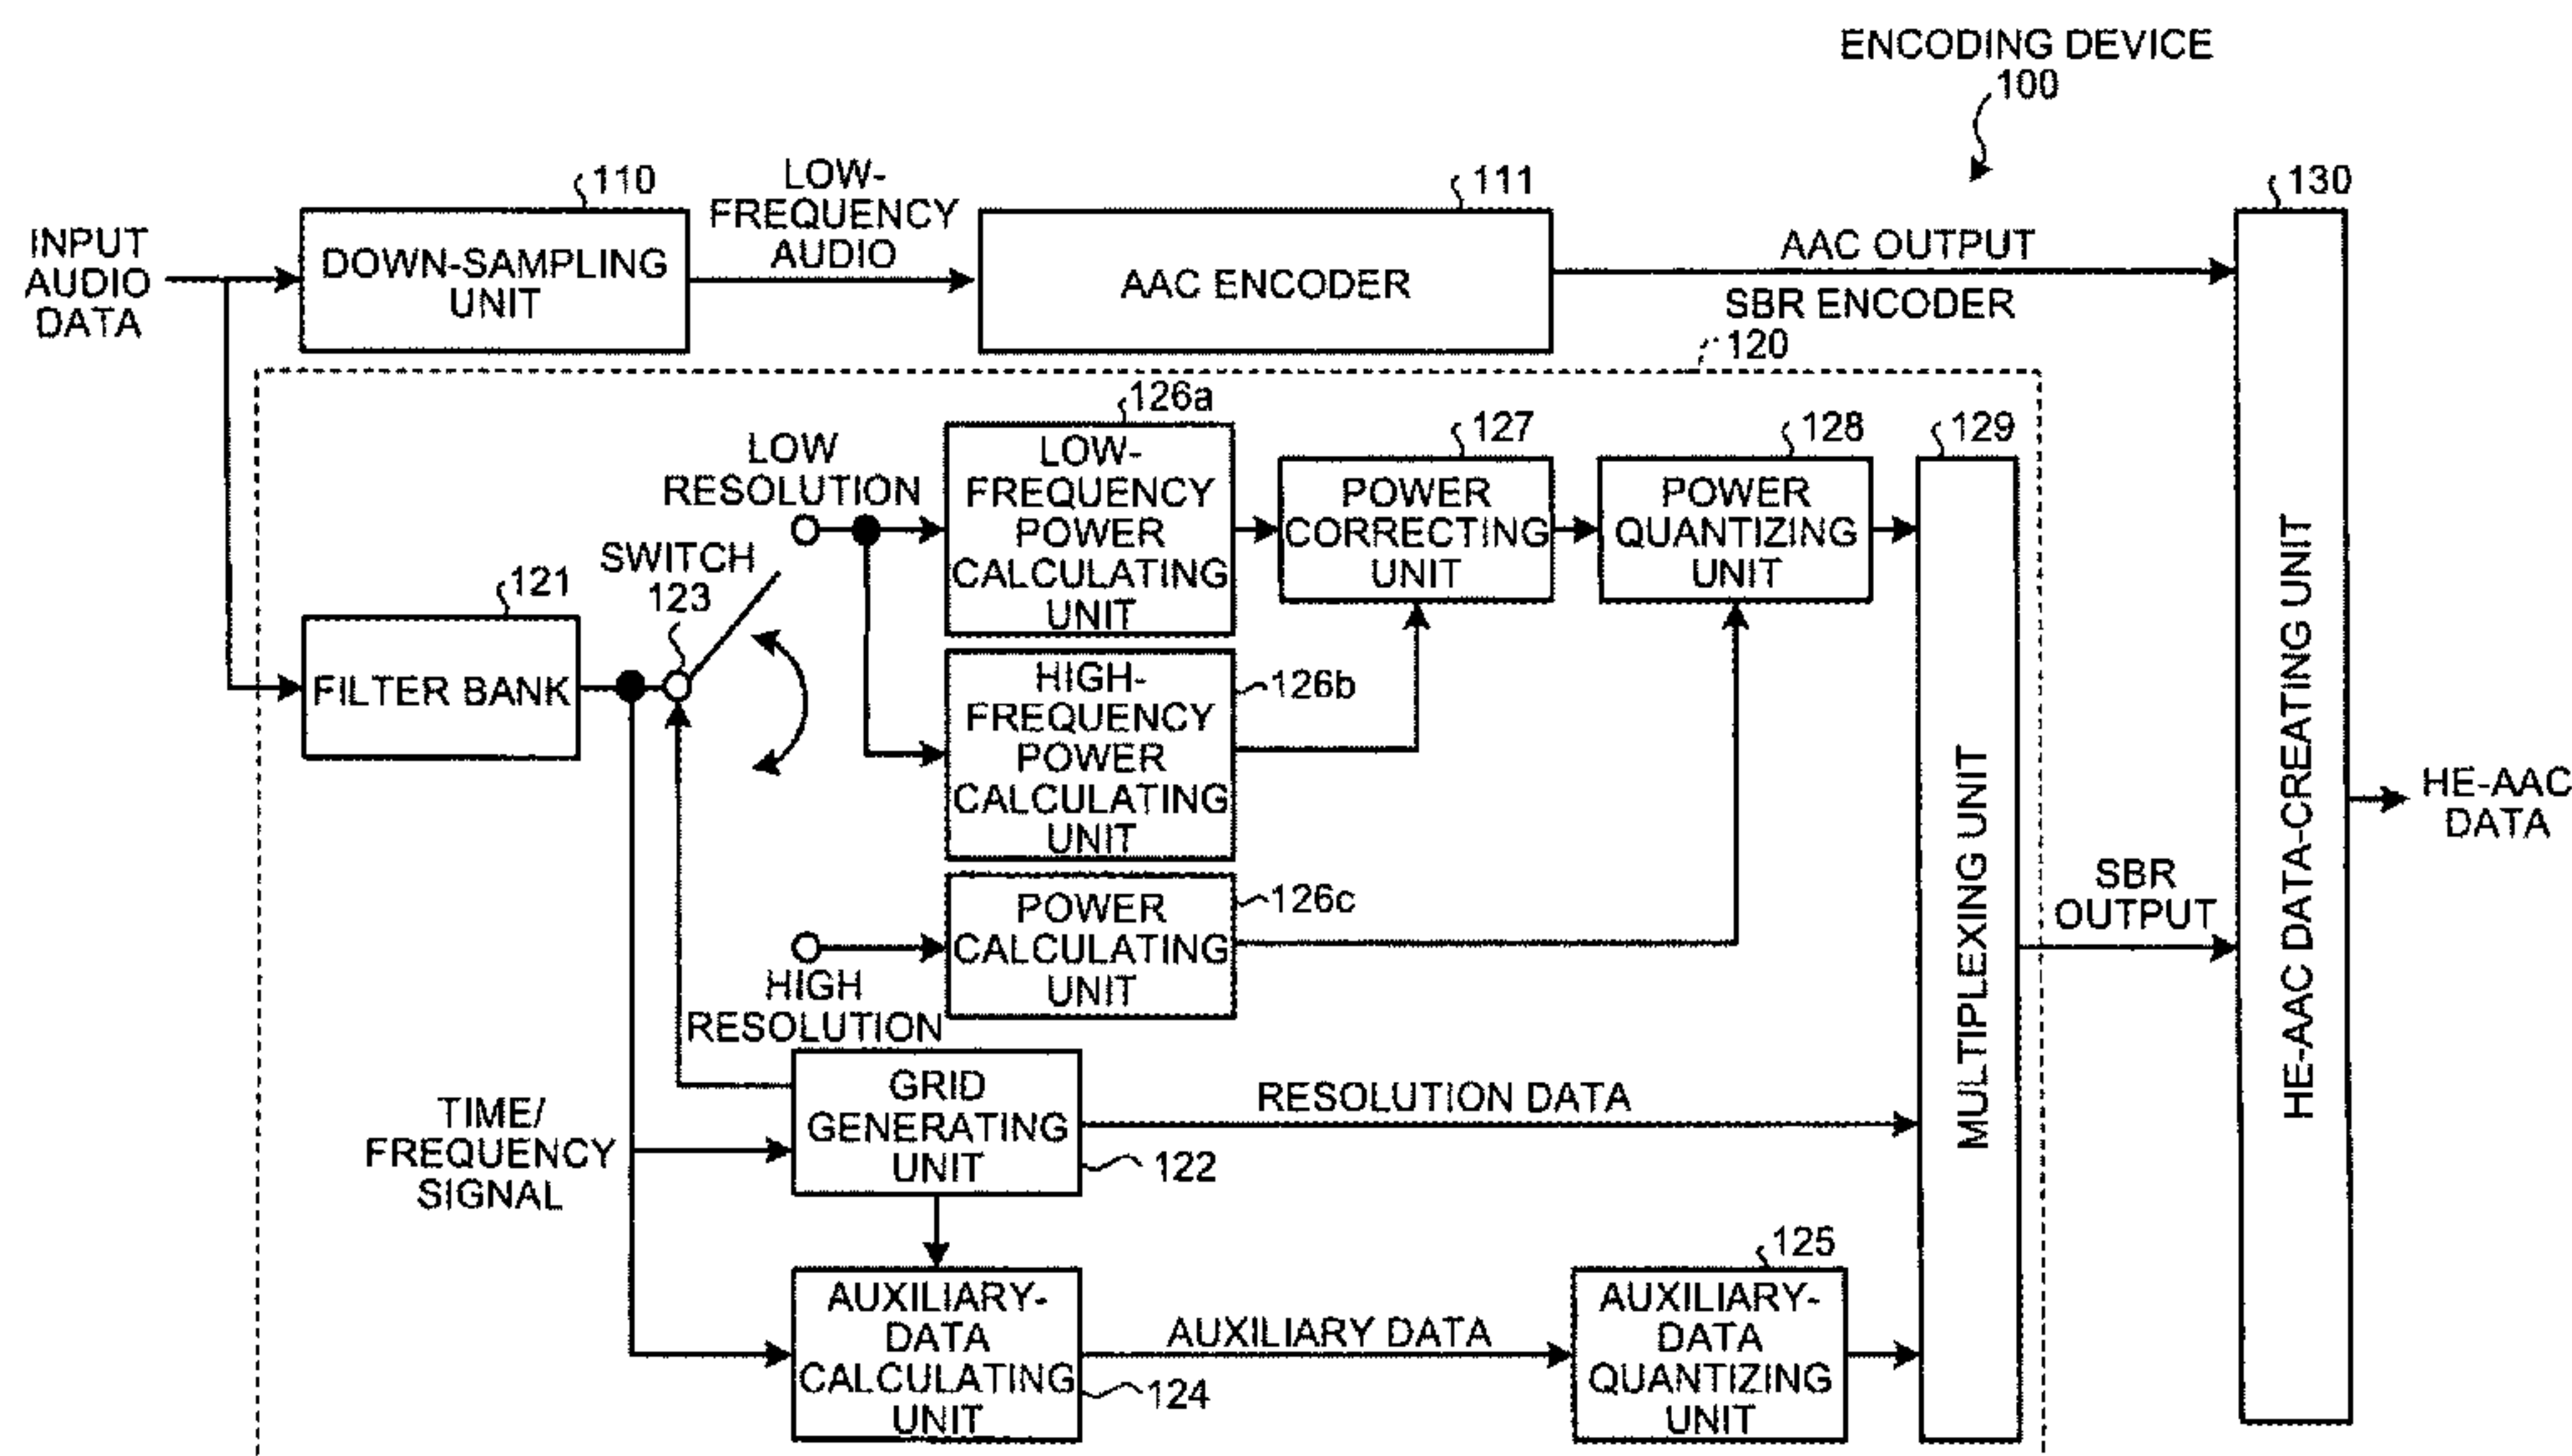 ENCODING DEVICE
100
110
LOW-
FREQUENCY
AUDIO
111
130
INPUT
AUDIO
DATA
DOWN-SAMPLING
UNIT
AAC ENCODER
AAC OUTPUT
SBR ENCODER
120
126a
LOW
RESOLUTION
LOW-
FREQUENCY
POWER
CALCULATING
UNIT
127
POWER
CORRECTING
UNIT
128
POWER
QUANTIZING
UNIT
129
SWITCH
123
121
FILTER BANK
HIGH-
FREQUENCY
POWER
CALCULATING
UNIT
126b
POWER
CALCULATING
UNIT
126c
HIGH
RESOLUTION
MULTIPLEXING UNIT
SBR
OUTPUT
HE-AAC DATA-CREATING UNIT
HE-AAC
DATA
TIME/
FREQUENCY
SIGNAL
GRID
GENERATING
UNIT
122
RESOLUTION DATA
AUXILIARY-
DATA
CALCULATING
UNIT
124
AUXILIARY DATA
125
AUXILIARY-
DATA
QUANTIZING
UNIT